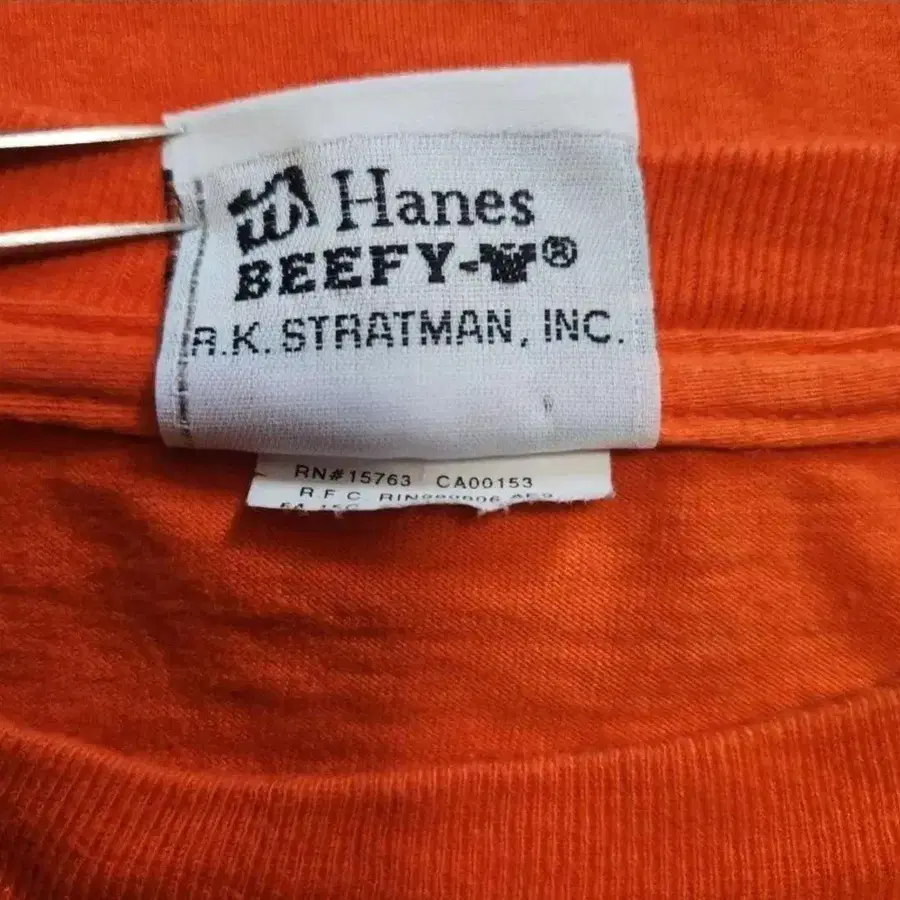 Hanes
BEEFY-®
R.K. STRATMAN, INC.
RN#15763 CA00153
R F C